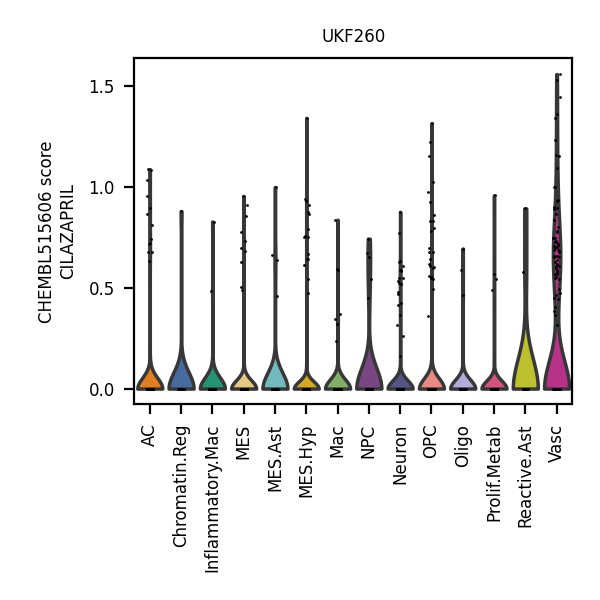 UKF260
CHEMBL515606 score
CILAZAPRIL
1.5
1.0
0.5
0.0
AC
Chromatin.Reg
Inflammatory.Mac
MES
MES.Ast
MES.Hyp
Mac
NPC
Neuron
OPC
Oligo
Prolif.Metab
Reactive.Ast
Vasc